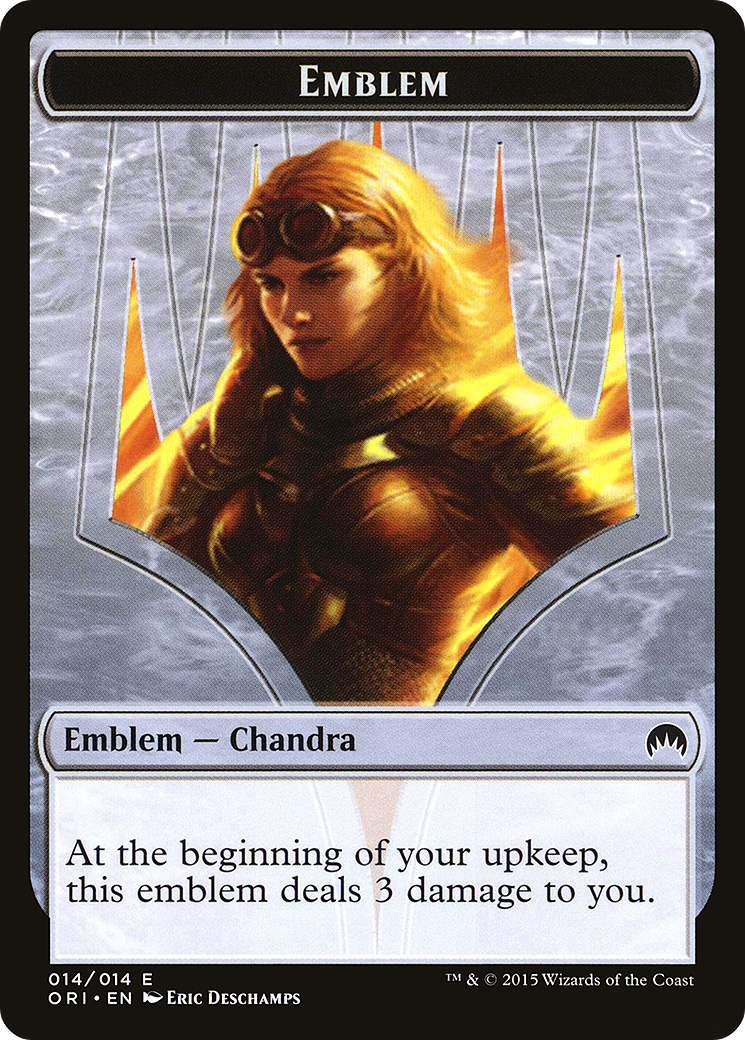 EMBLEM
Emblem — Chandra
At the beginning of your upkeep,
this emblem deals 3 damage to you.
014/014 E
ORI • EN ERIC DESCHAMPS
™ & © 2015 Wizards of the Coast